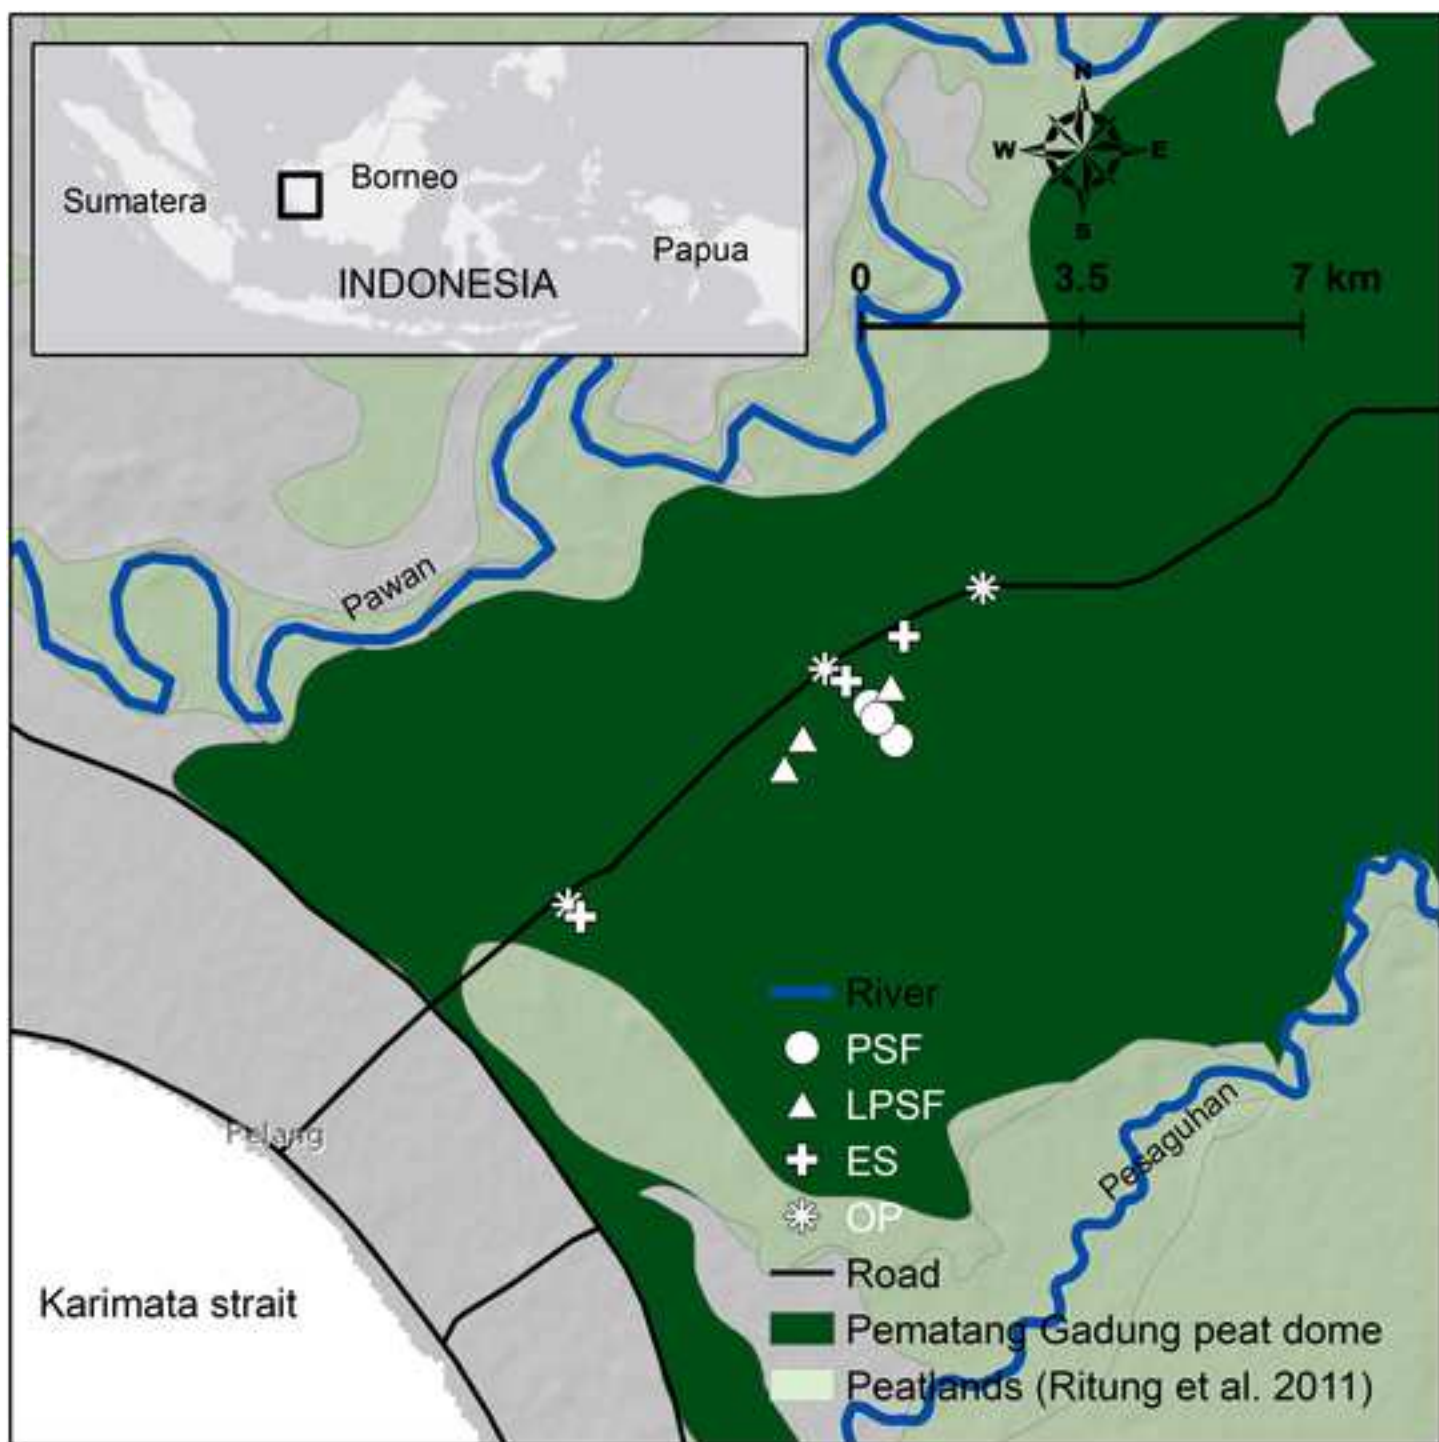 N
W
E
S
Sumatera
Borneo
Papua
INDONESIA
0 3.5 7 km
Pawan
Pelang
Karimata strait
Pesaguhan
River
PSF
LPSF
ES
OP
Road
Pematang Gadung peat dome
Peatlands (Ritung et al. 2011)